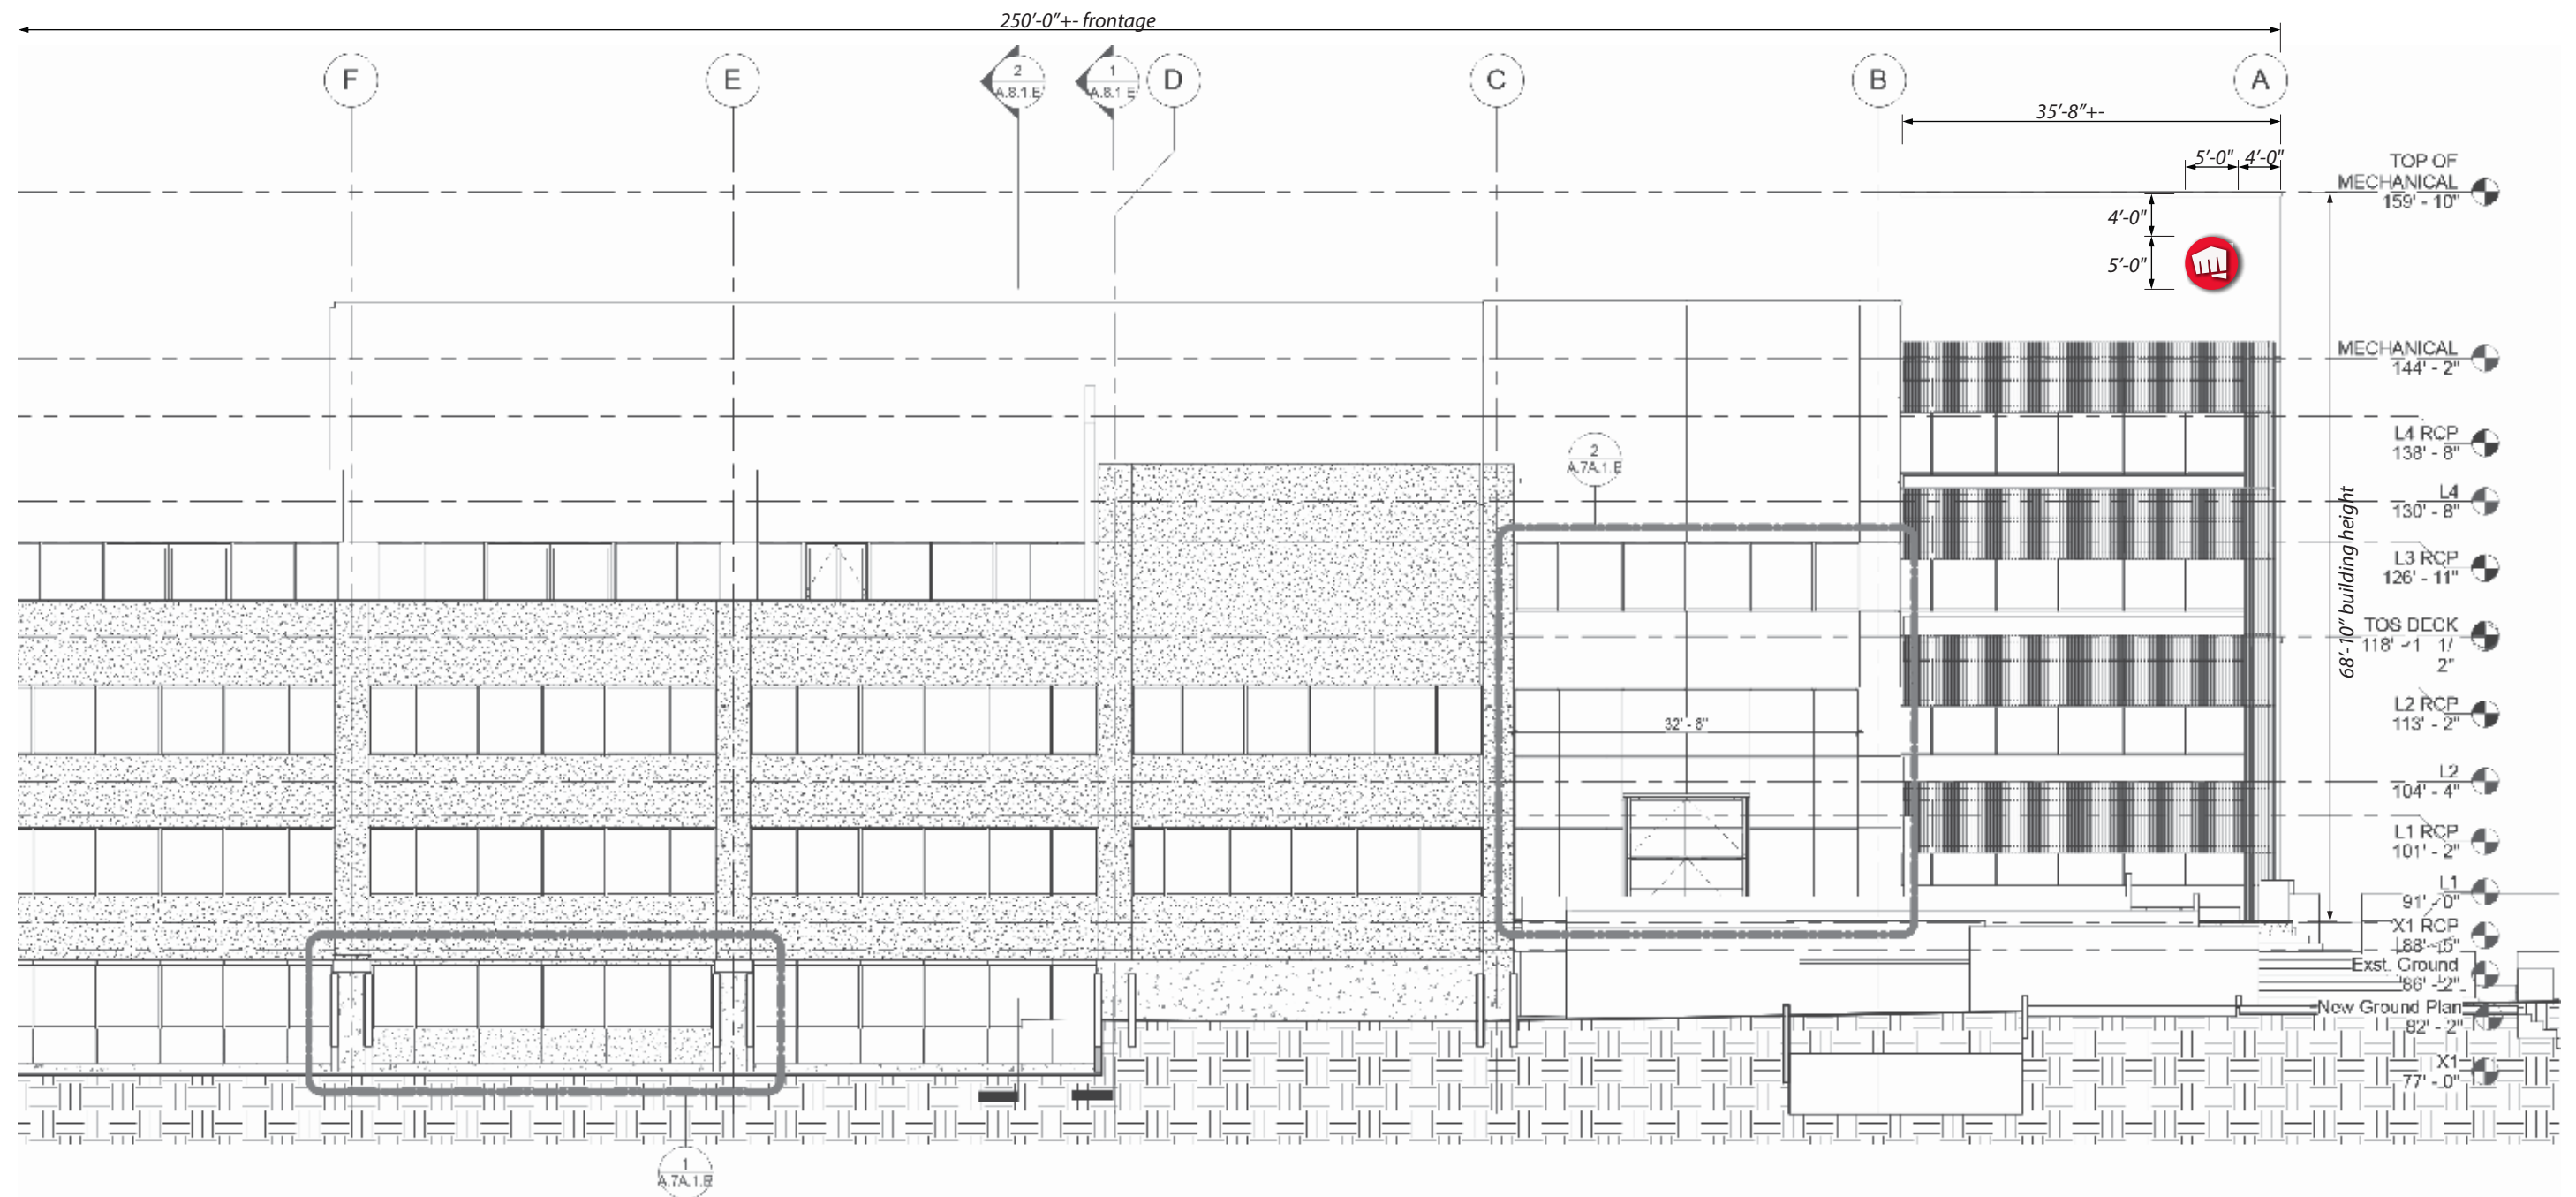 250'-0"+- frontage
F
E
2
A.8.1.E
1
A.8.1 E
D
C
B
A
35'-8"+-
5'-0"
4'-0"
TOP OF
MECHANICAL
159' - 10"
4'-0"
5'-0"
MECHANICAL
144' - 2"
L4 RCP
138' - 8"
2
A.7A.1.E
L4
130' - 8"
68'-10" building height
L3 RCP
126' - 11"
TOS DECK
118' - 1 1/
2"
L2 RCP
113' - 2"
32' - 8"
L2
104' - 4"
L1 RCP
101' - 2"
L1
91' - 0"
X1 RCP
88' - 5"
Exst. Ground
86' - 2"
New Ground Plan
82' - 2"
X1
77' - 0"
1
A.7A.1.E